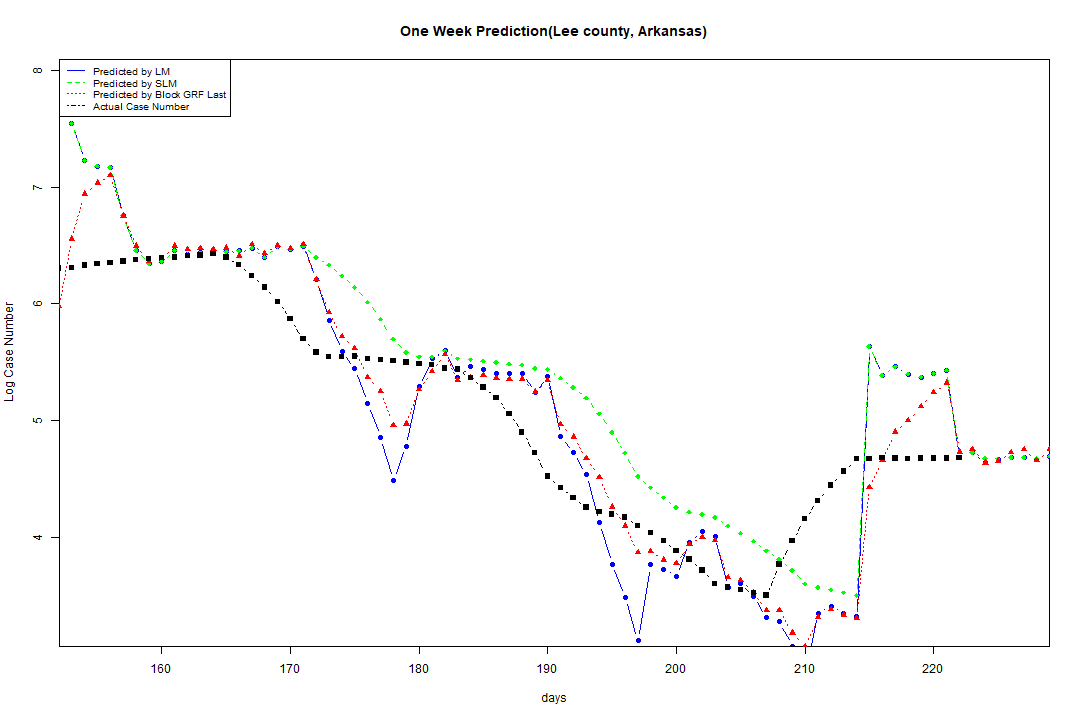 One Week Prediction(Lee county, Arkansas)
Predicted by LM
Predicted by SLM
Predicted by Block GRF Last
Actual Case Number
8
7
6
5
4
Log Case Number
160 170 180 190 200 210 220
days